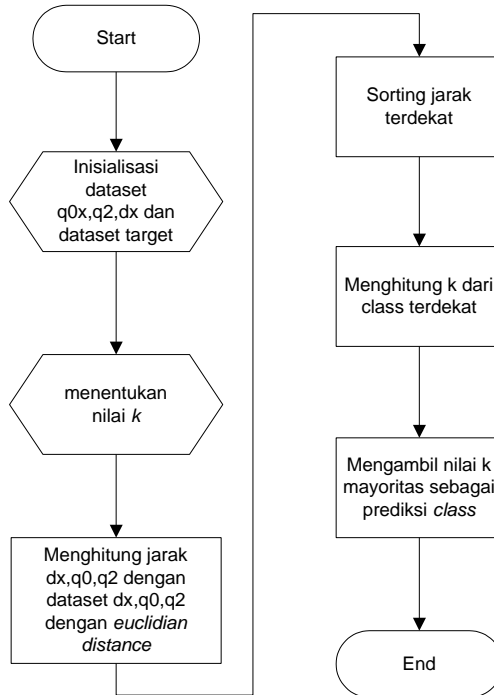 Start
Inisialisasi
dataset
q0x,q2,dx dan
dataset target
menentukan
nilai k
Menghitung jarak
dx,q0,q2 dengan
dataset dx,q0,q2
dengan euclidian
distance
Sorting jarak
terdekat
Menghitung k dari
class terdekat
Mengambil nilai k
mayoritas sebagai
prediksi class
End